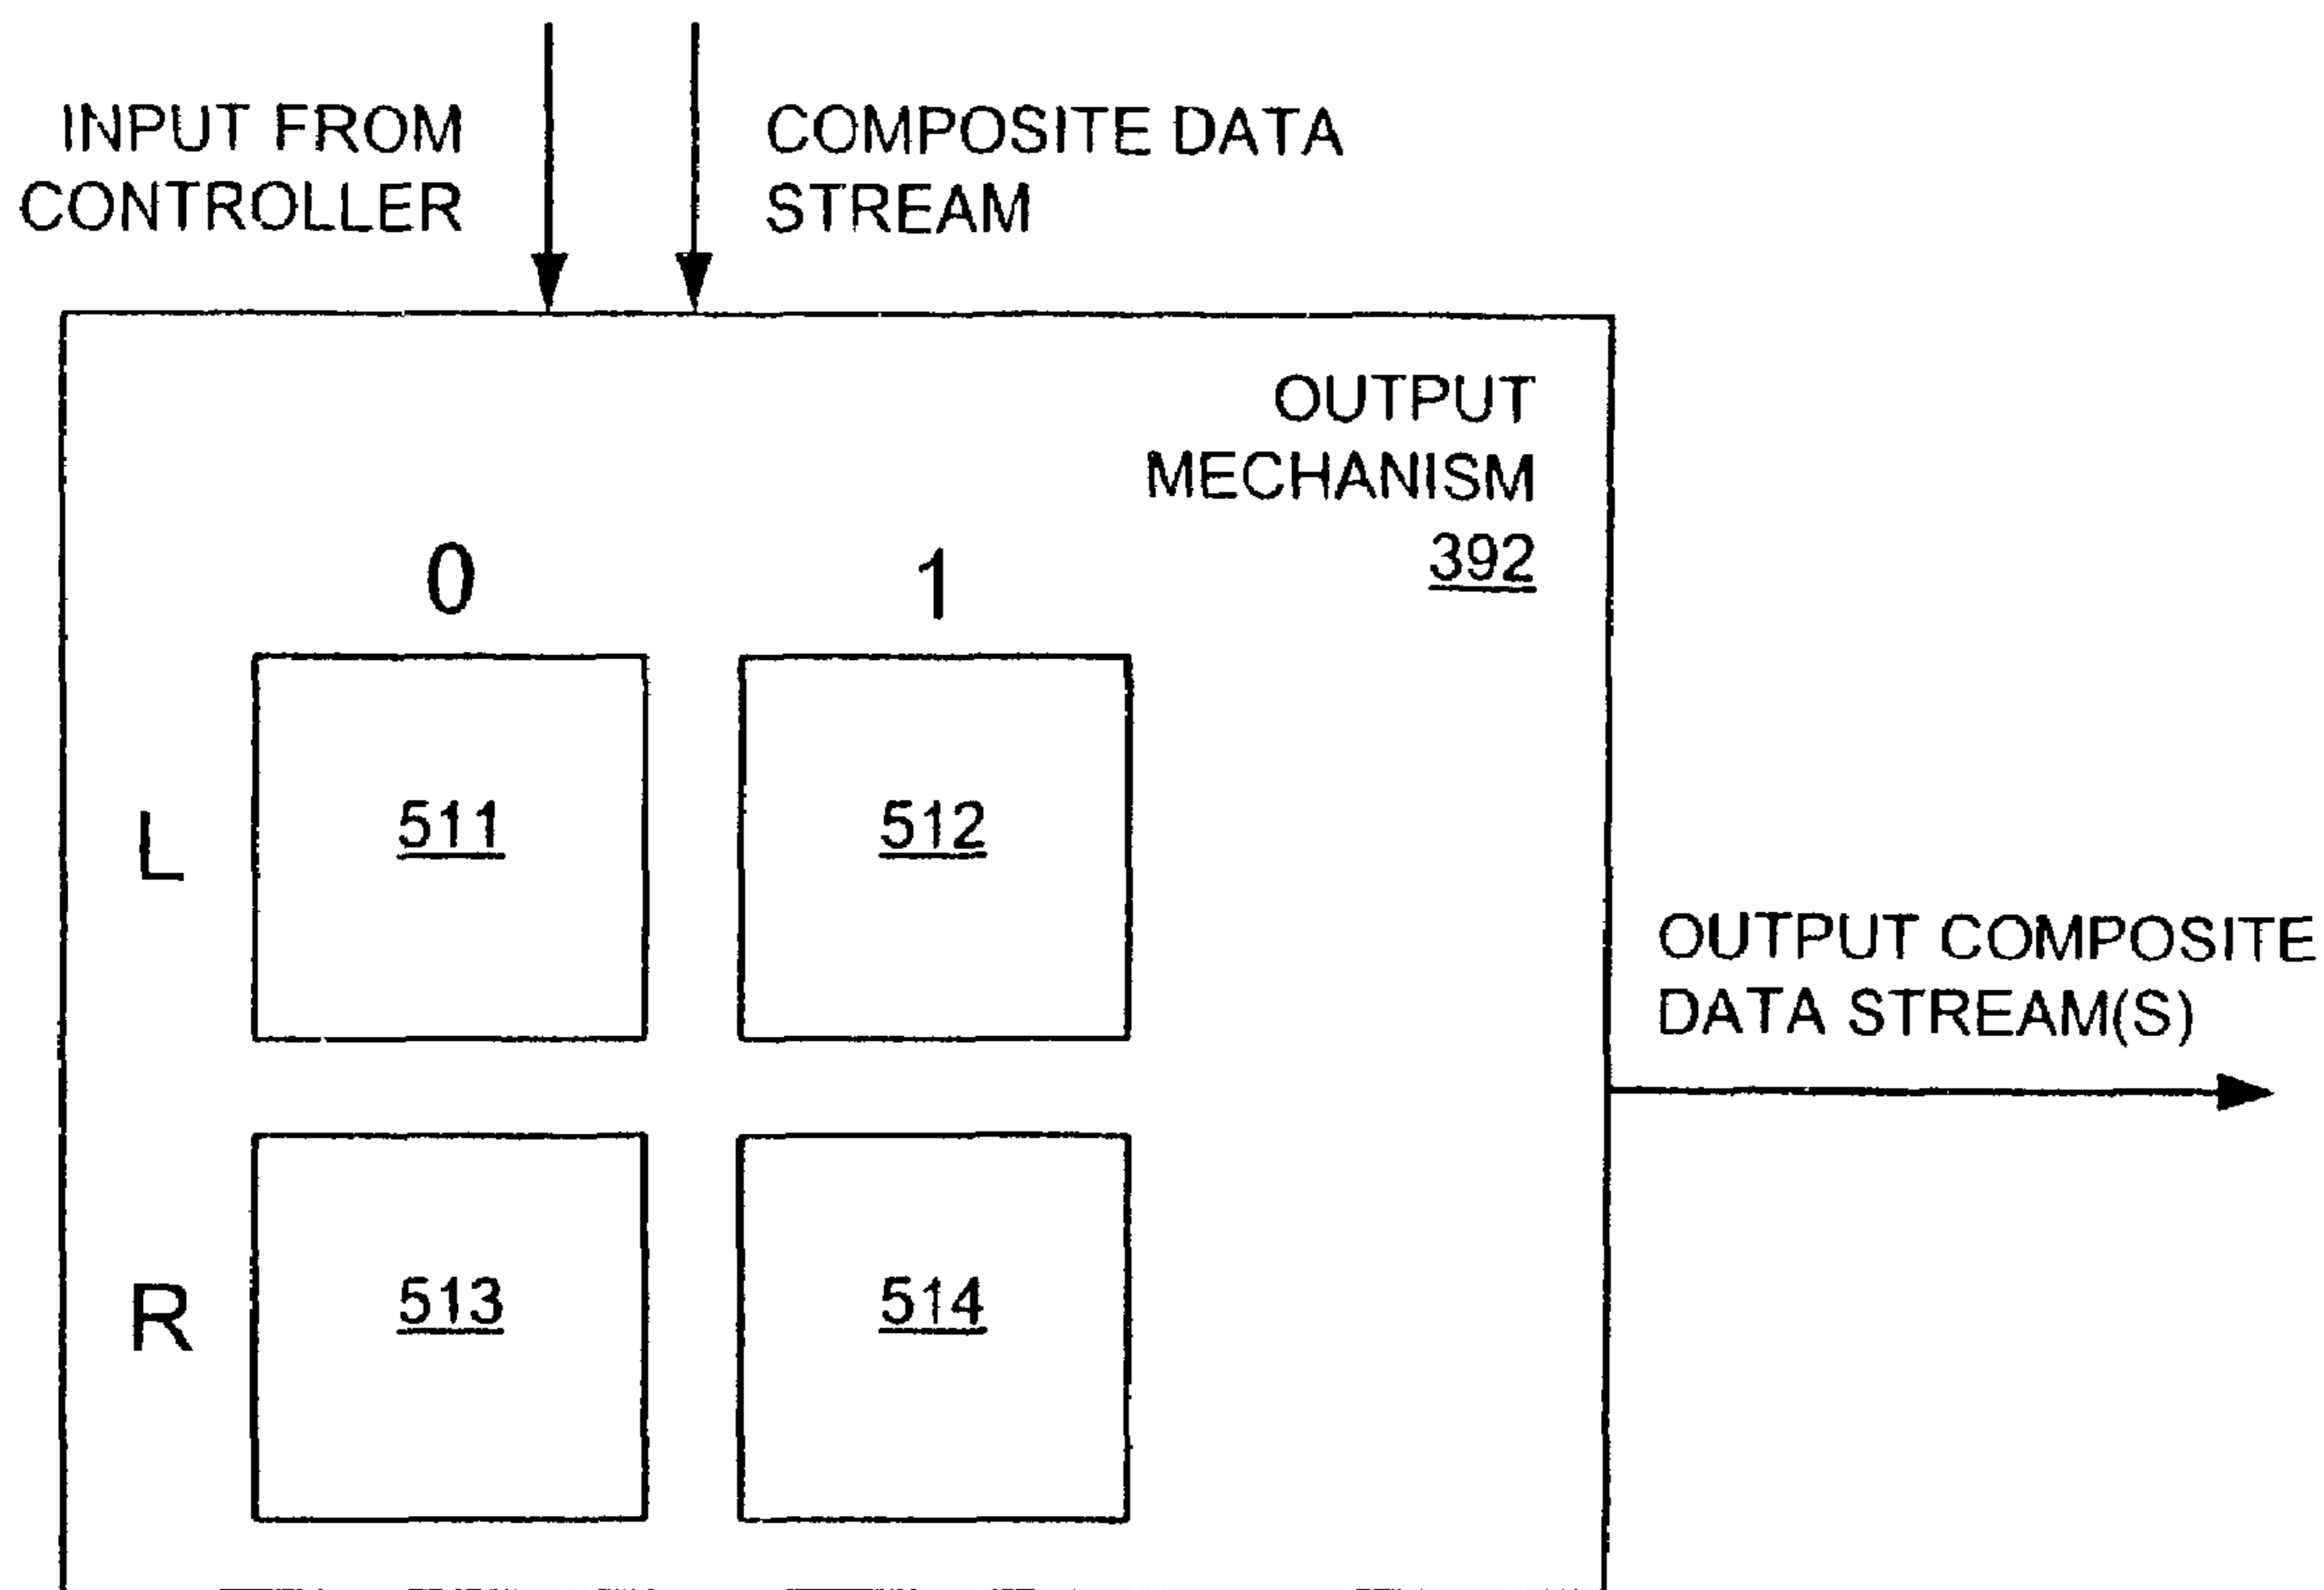 INPUT FROM
CONTROLLER
COMPOSITE DATA
STREAM
OUTPUT
MECHANISM
392
0 1
L 511 512
OUTPUT COMPOSITE
DATA STREAM(S)
R 513 514